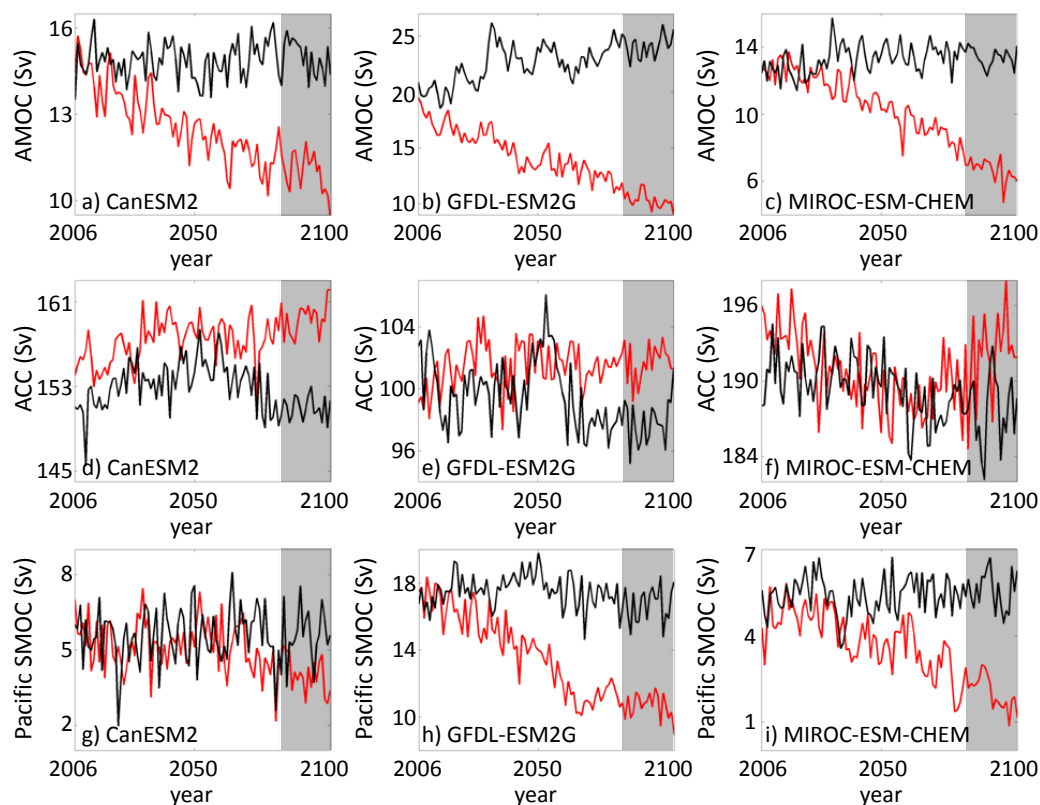 16
13
10
AMOC (Sv)
a) CanESM2
2006 2050 2100
year
25
20
15
10
AMOC (Sv)
b) GFDL-ESM2G
2006 2050 2100
year
14
10
6
AMOC (Sv)
c) MIROC-ESM-CHEM
2006 2050 2100
year
161
153
145
ACC (Sv)
d) CanESM2
2006 2050 2100
year
104
100
96
ACC (Sv)
e) GFDL-ESM2G
2006 2050 2100
year
196
190
184
ACC (Sv)
f) MIROC-ESM-CHEM
2006 2050 2100
year
8
5
2
Pacific SMOC (Sv)
g) CanESM2
2006 2050 2100
year
18
14
10
Pacific SMOC (Sv)
h) GFDL-ESM2G
2006 2050 2100
year
7
4
1
Pacific SMOC (Sv)
i) MIROC-ESM-CHEM
2006 2050 2100
year